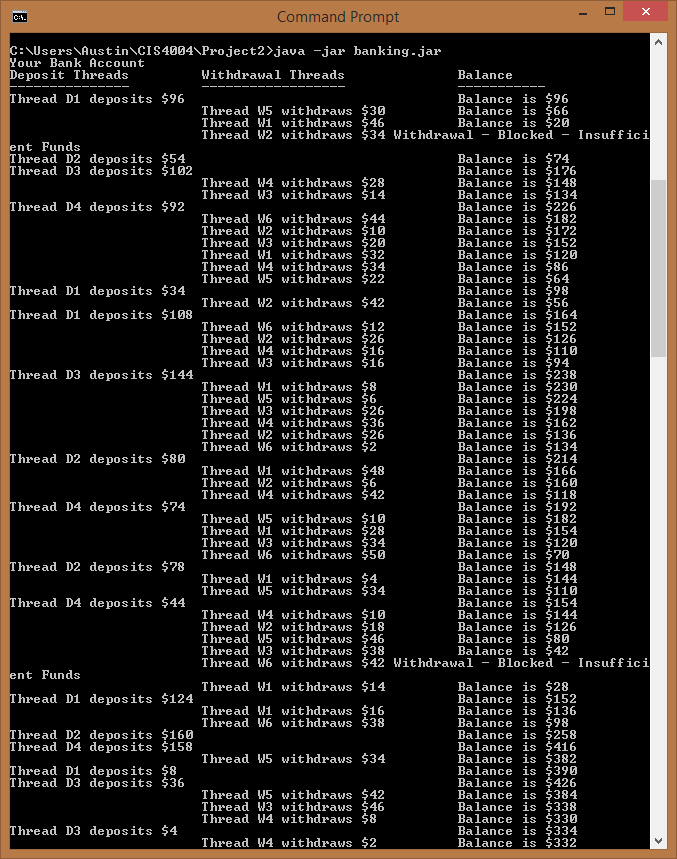 Command Prompt
C:\Users\Austin\CIS4004\Project2>java -jar banking.jar
Your Bank Account
Deposit Threads Withdrawal Threads Balance
--------------- ------------------ -----------
Thread D1 deposits $96 Balance is $96
Thread W5 withdraws $30 Balance is $66
Thread W1 withdraws $46 Balance is $20
Thread W2 withdraws $34 Withdrawal - Blocked - Insuffici
ent Funds
Thread D2 deposits $54 Balance is $74
Thread D3 deposits $102 Balance is $176
Thread W4 withdraws $28 Balance is $148
Thread W3 withdraws $14 Balance is $134
Thread D4 deposits $92 Balance is $226
Thread W6 withdraws $44 Balance is $182
Thread W2 withdraws $10 Balance is $172
Thread W3 withdraws $20 Balance is $152
Thread W1 withdraws $32 Balance is $120
Thread W4 withdraws $34 Balance is $86
Thread W5 withdraws $22 Balance is $64
Thread D1 deposits $34 Balance is $98
Thread W2 withdraws $42 Balance is $56
Thread D1 deposits $108 Balance is $164
Thread W6 withdraws $12 Balance is $152
Thread W2 withdraws $26 Balance is $126
Thread W4 withdraws $16 Balance is $110
Thread W3 withdraws $16 Balance is $94
Thread D3 deposits $144 Balance is $238
Thread W1 withdraws $8 Balance is $230
Thread W5 withdraws $6 Balance is $224
Thread W3 withdraws $26 Balance is $198
Thread W4 withdraws $36 Balance is $162
Thread W2 withdraws $26 Balance is $136
Thread W6 withdraws $2 Balance is $134
Thread D2 deposits $80 Balance is $214
Thread W1 withdraws $48 Balance is $166
Thread W2 withdraws $6 Balance is $160
Thread W4 withdraws $42 Balance is $118
Thread D4 deposits $74 Balance is $192
Thread W5 withdraws $10 Balance is $182
Thread W1 withdraws $28 Balance is $154
Thread W3 withdraws $34 Balance is $120
Thread W6 withdraws $50 Balance is $70
Thread D2 deposits $78 Balance is $148
Thread W1 withdraws $4 Balance is $144
Thread W5 withdraws $34 Balance is $110
Thread D4 deposits $44 Balance is $154
Thread W4 withdraws $10 Balance is $144
Thread W2 withdraws $18 Balance is $126
Thread W5 withdraws $46 Balance is $80
Thread W3 withdraws $38 Balance is $42
Thread W6 withdraws $42 Withdrawal - Blocked - Insuffici
ent Funds
Thread W1 withdraws $14 Balance is $28
Thread D1 deposits $124 Balance is $152
Thread W1 withdraws $16 Balance is $136
Thread W6 withdraws $38 Balance is $98
Thread D2 deposits $160 Balance is $258
Thread D4 deposits $158 Balance is $416
Thread W5 withdraws $34 Balance is $382
Thread D1 deposits $8 Balance is $390
Thread D3 deposits $36 Balance is $426
Thread W5 withdraws $42 Balance is $384
Thread W3 withdraws $46 Balance is $338
Thread W4 withdraws $8 Balance is $330
Thread D3 deposits $4 Balance is $334
Thread W4 withdraws $2 Balance is $332